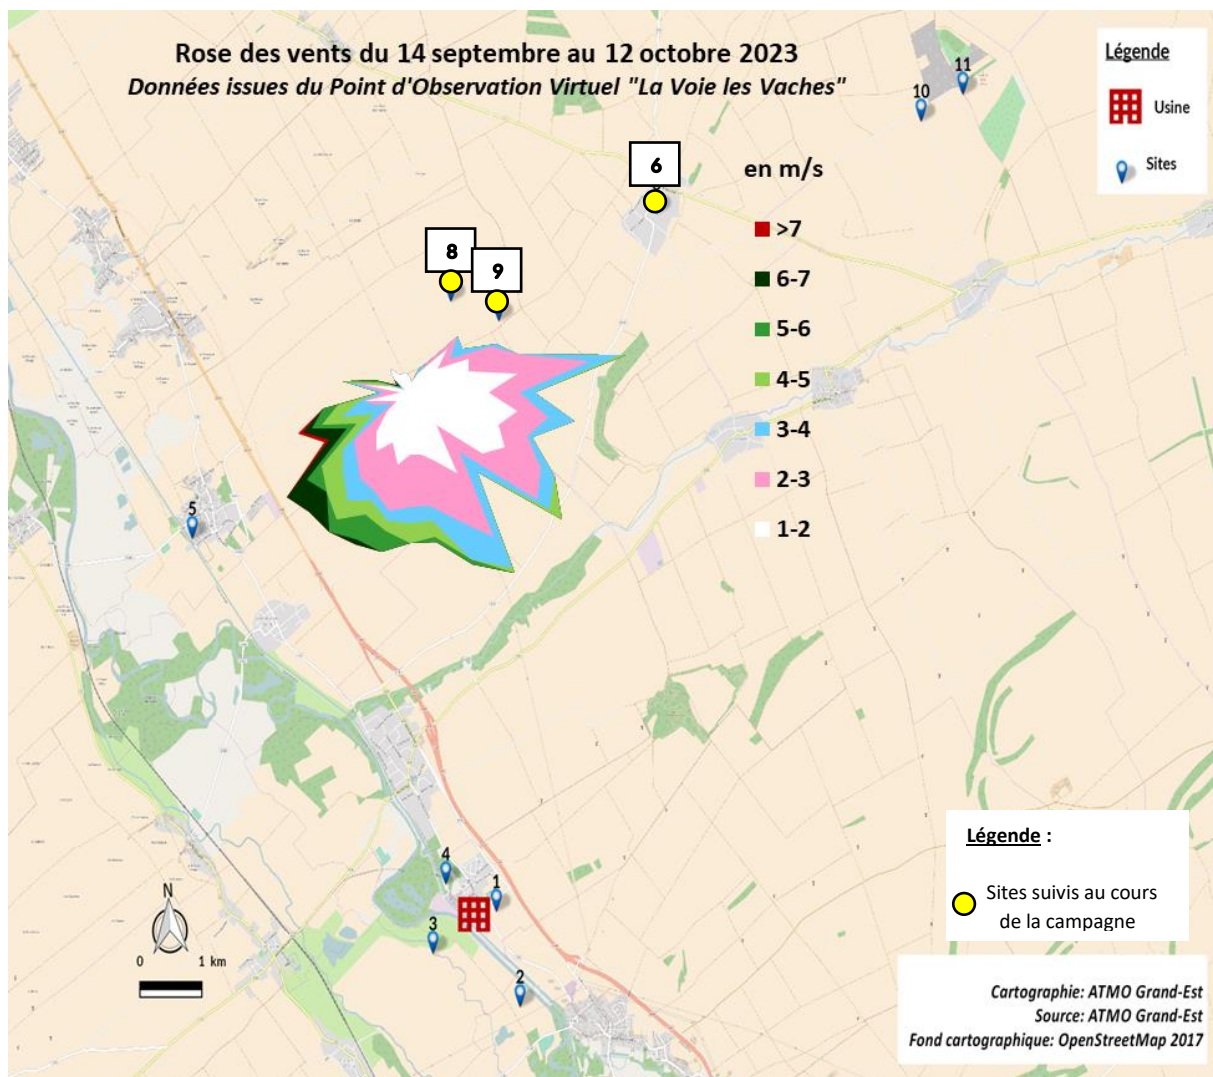 Rose des vents du 14 septembre au 12 octobre 2023
Données issues du Point d'Observation Virtuel "La Voie les Vaches"
Légende
Usine
Sites
11
10
6
en m/s
8
9
>7
6-7
5-6
4-5
3-4
2-3
1-2
5
4
1
3
2
N
0 1 km
Légende :
Sites suivis au cours
de la campagne
Cartographie: ATMO Grand-Est
Source: ATMO Grand-Est
Fond cartographique: OpenStreetMap 2017